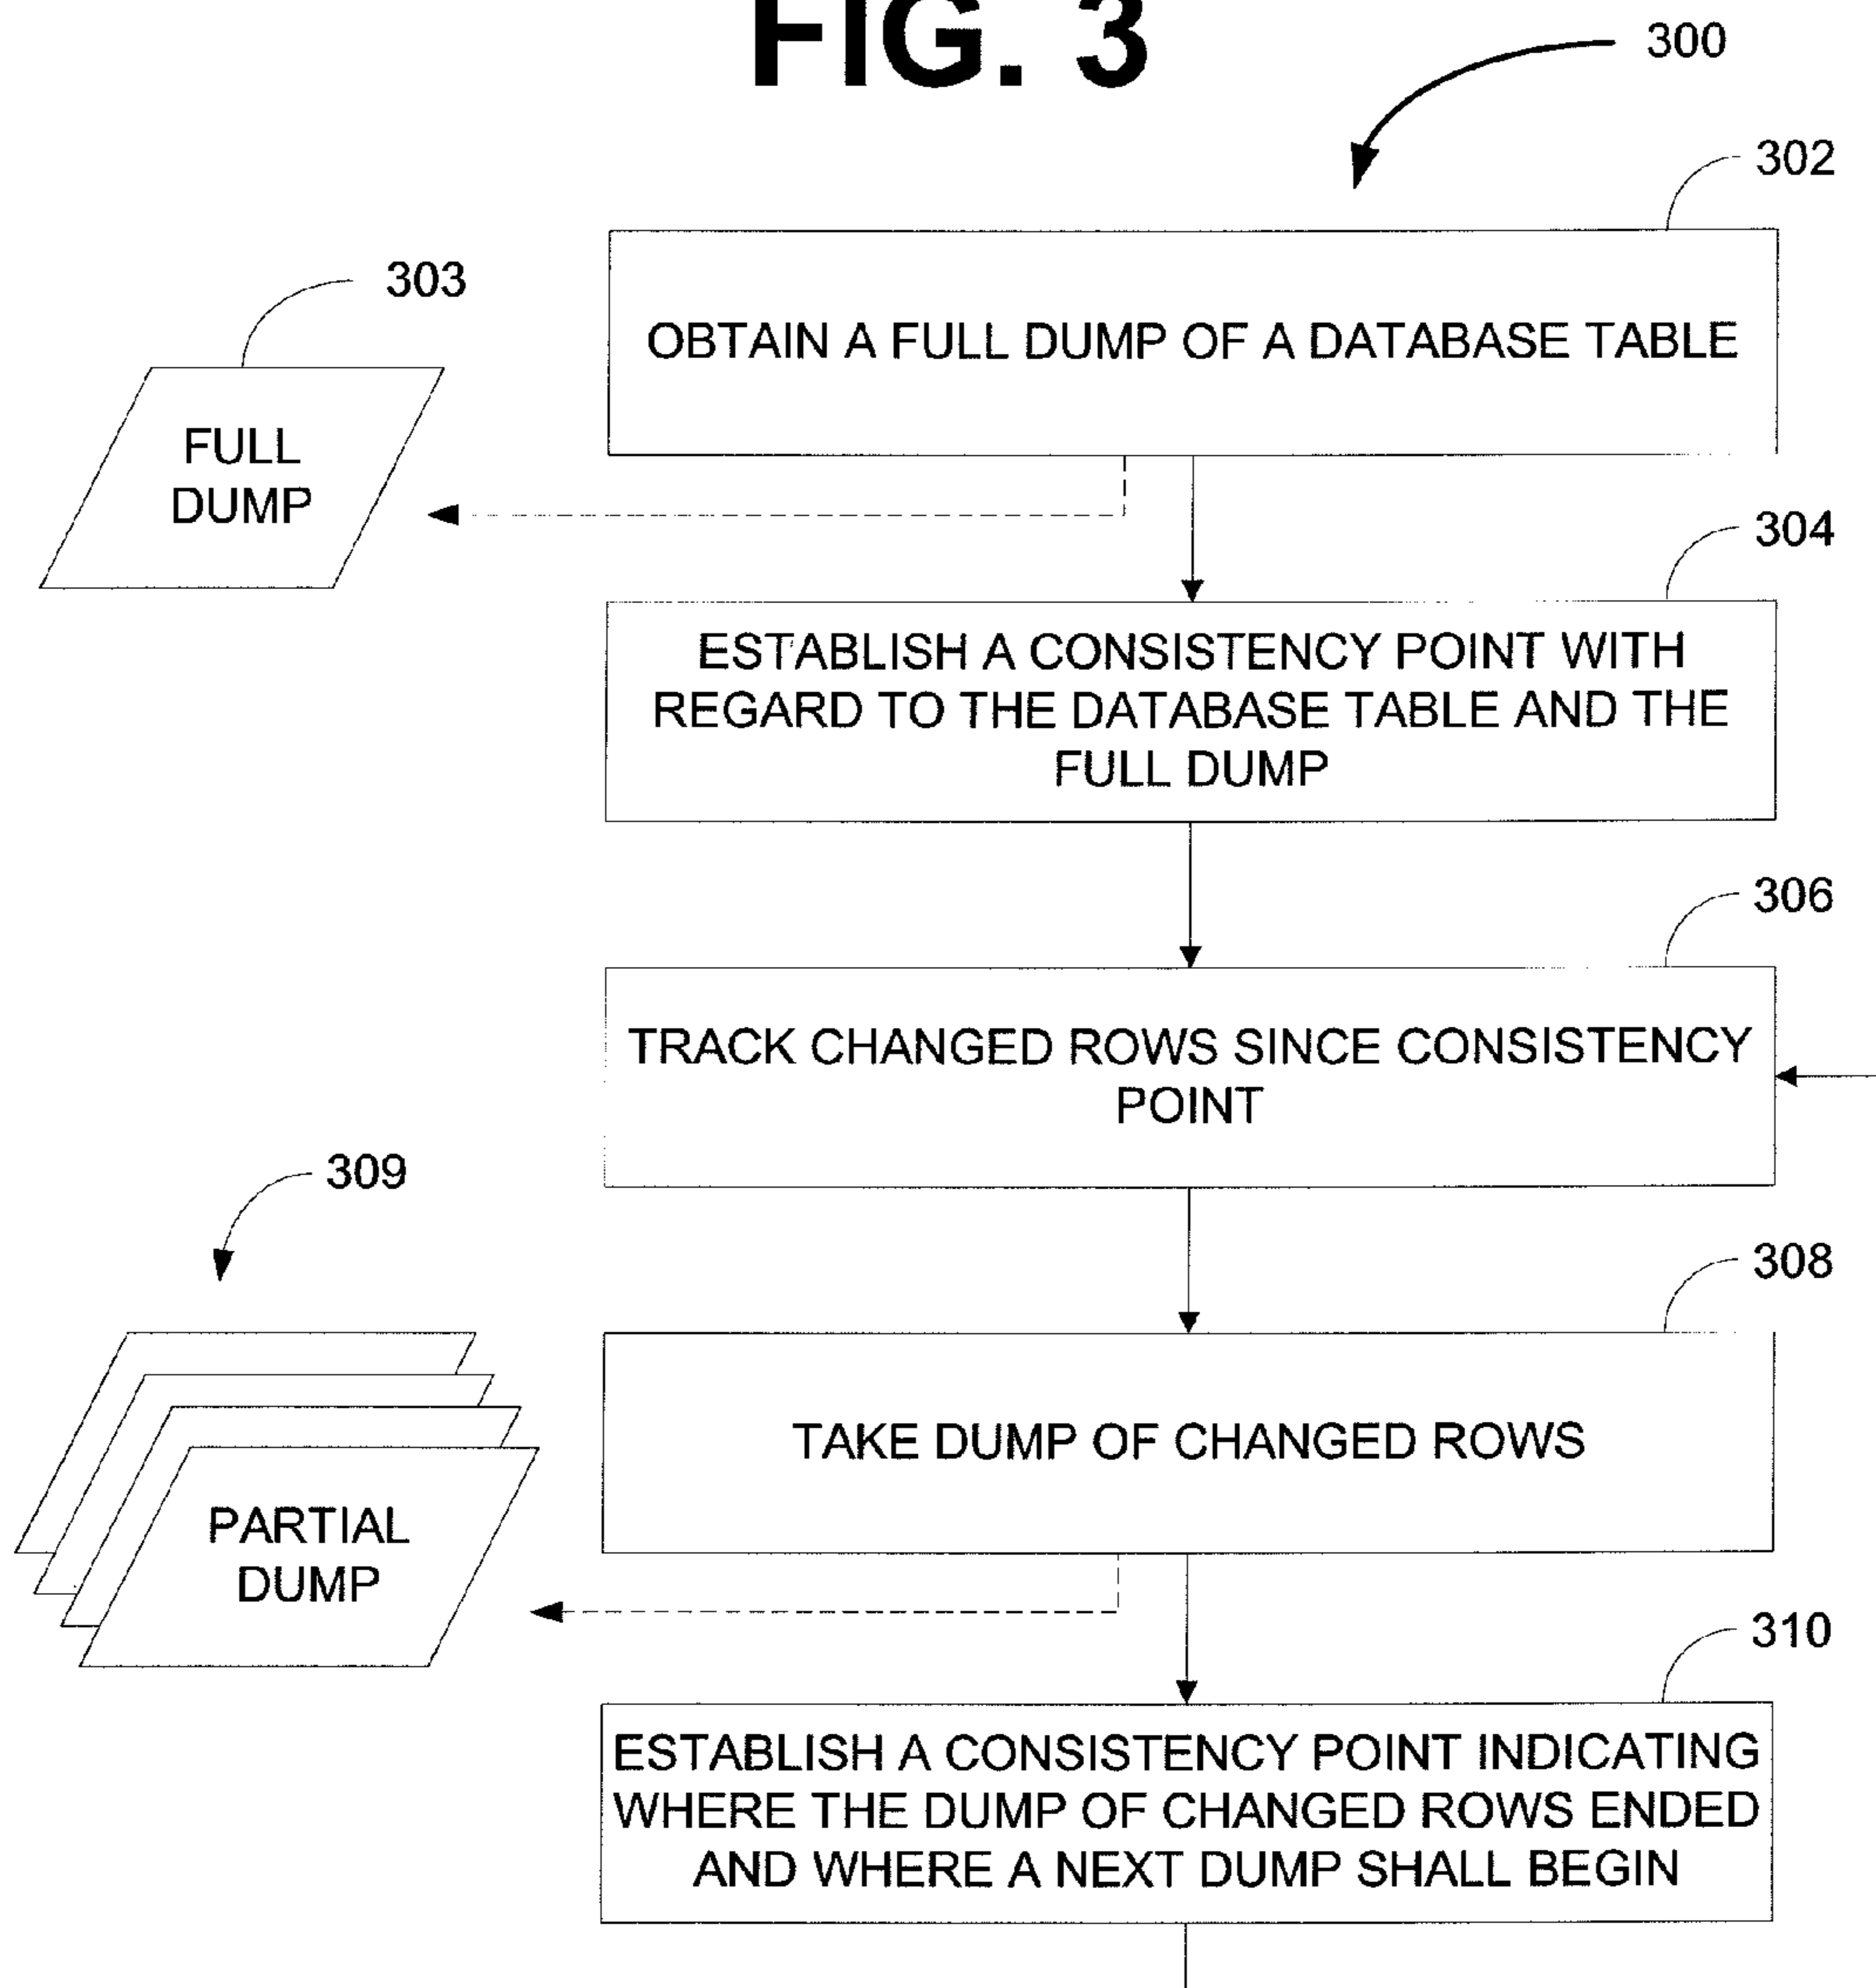 FIG. 3
300
302
303
OBTAIN A FULL DUMP OF A DATABASE TABLE
FULL
DUMP
304
ESTABLISH A CONSISTENCY POINT WITH
REGARD TO THE DATABASE TABLE AND THE
FULL DUMP
306
TRACK CHANGED ROWS SINCE CONSISTENCY
POINT
309
308
TAKE DUMP OF CHANGED ROWS
PARTIAL
DUMP
310
ESTABLISH A CONSISTENCY POINT INDICATING
WHERE THE DUMP OF CHANGED ROWS ENDED
AND WHERE A NEXT DUMP SHALL BEGIN